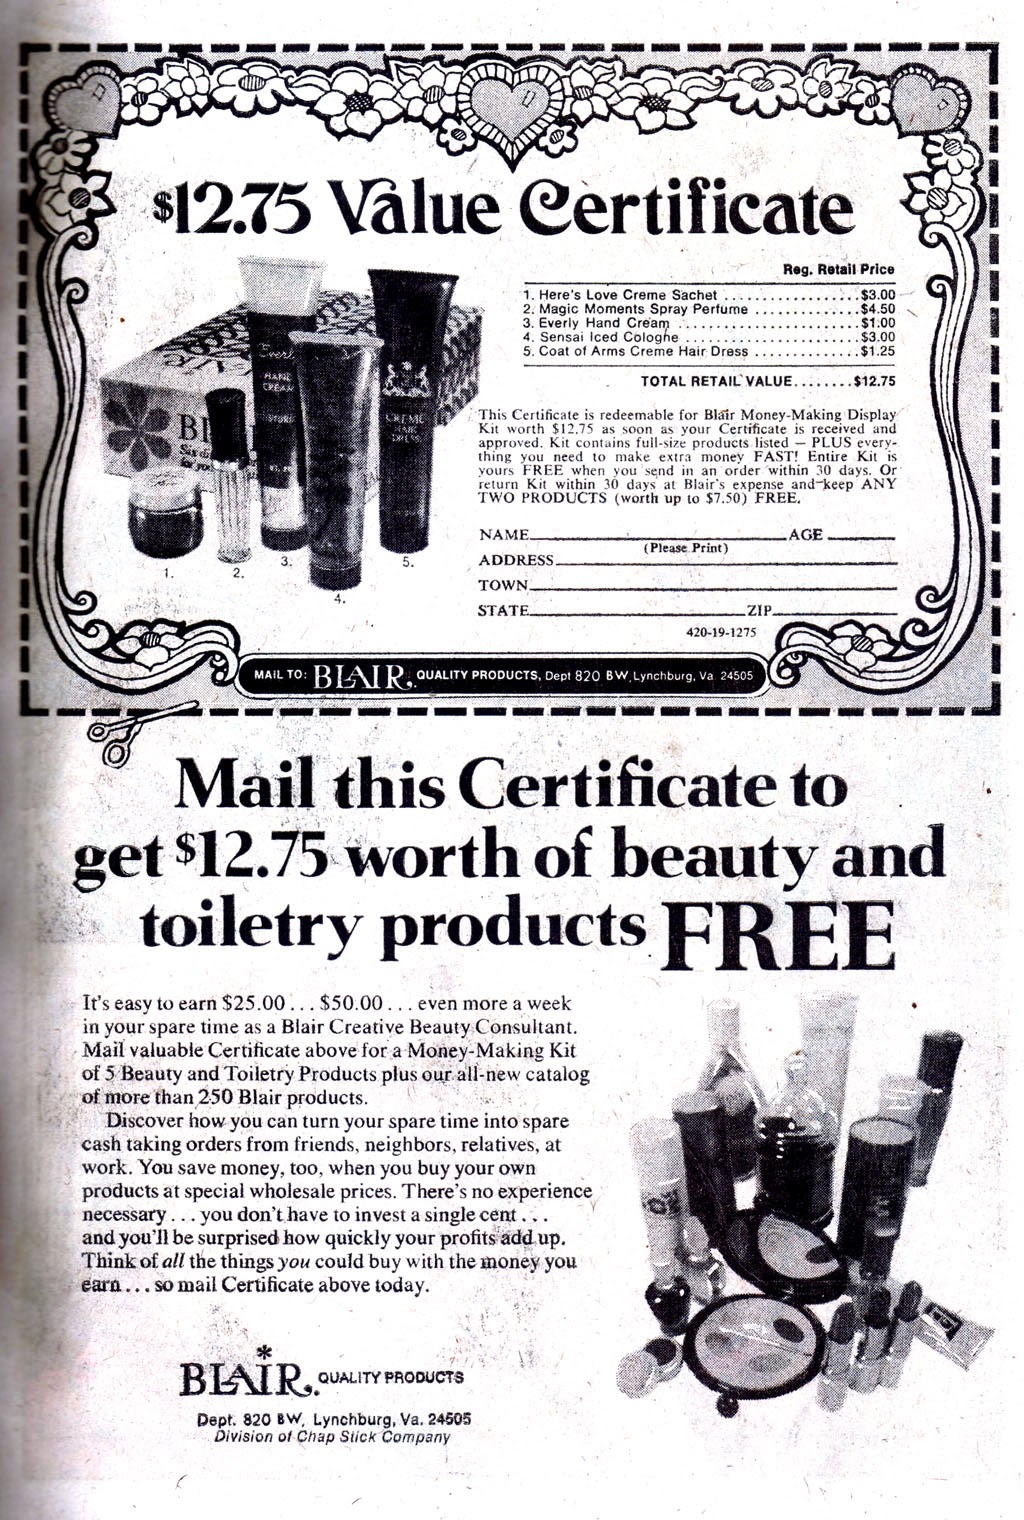 $12.75 Value Certificate
Reg. Retail Price
1. Here's Love Creme Sachet ................. $3.00
2. Magic Moments Spray Perfume ............. $4.50
3. Everly Hand Cream ...................... $1.00
4. Sensai Iced Cologne ..................... $3.00
5. Coat of Arms Creme Hair Dress ............. $1.25
TOTAL RETAIL VALUE........ $12.75
This Certificate is redeemable for Blair Money-Making Display
Kit worth $12.75 as soon as your Certificate is received and
approved. Kit contains full-size products listed — PLUS every-
thing you need to make extra money FAST! Entire Kit is
yours FREE when you send in an order within 30 days. Or
return Kit within 30 days at Blair's expense and keep ANY
TWO PRODUCTS (worth up to $7.50) FREE.
Everly
HAND
CREAM
CREME
HAIR
DRESS
1.
2.
3.
4.
5.
NAME AGE
(Please Print)
ADDRESS
TOWN
STATE ZIP
420-19-1275
MAIL TO: BLAIR, QUALITY PRODUCTS, Dept 820 BW, Lynchburg, Va. 24505
Mail this Certificate to
get $12.75 worth of beauty and
toiletry products FREE
It's easy to earn $25.00 . . . $50.00 . . . even more a week
in your spare time as a Blair Creative Beauty Consultant.
Mail valuable Certificate above for a Money-Making Kit
of 5 Beauty and Toiletry Products plus our all-new catalog
of more than 250 Blair products.
Discover how you can turn your spare time into spare
cash taking orders from friends, neighbors, relatives, at
work. You save money, too, when you buy your own
products at special wholesale prices. There's no experience
necessary . . . you don't have to invest a single cent . . .
and you'll be surprised how quickly your profits add up.
Think of all the things you could buy with the money you
earn . . . so mail Certificate above today.
BLAIR. QUALITY PRODUCTS
Dept. 820 BW, Lynchburg, Va. 24505
Division of Chap Stick Company